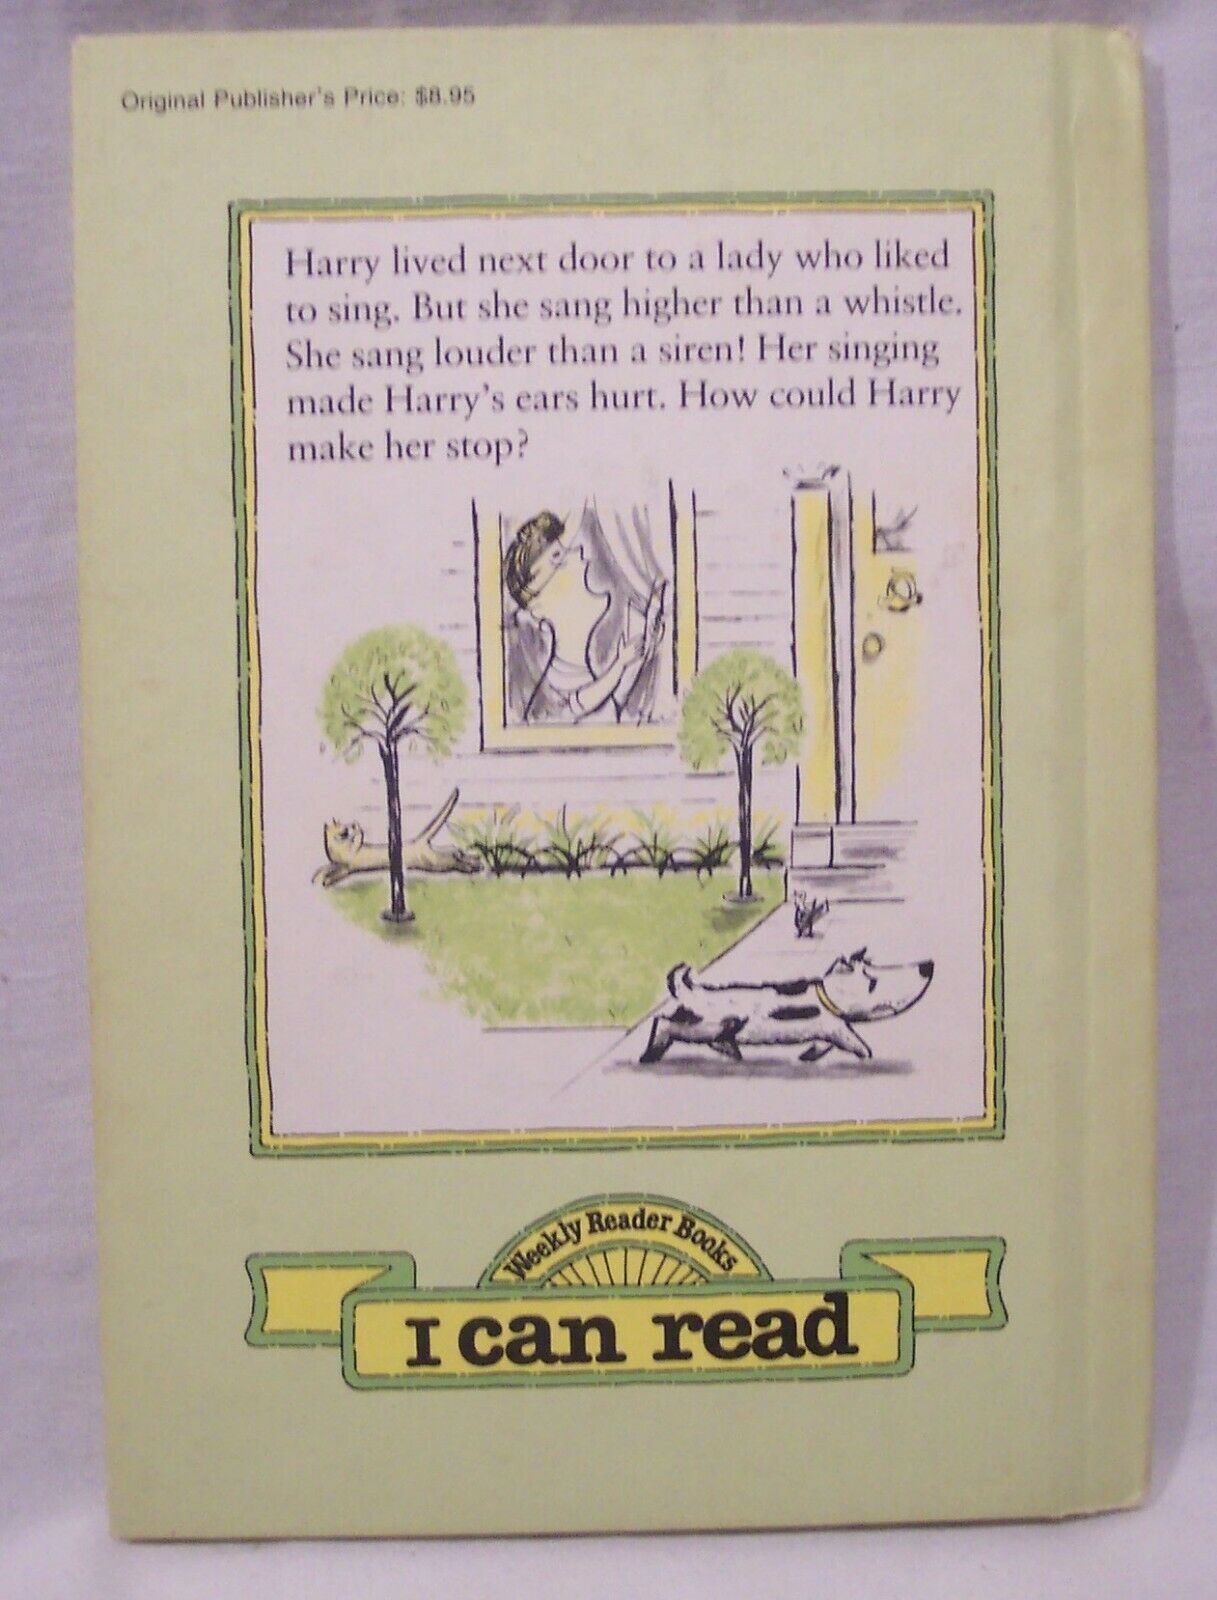 Original Publisher's Price: $8.95
Harry lived next door to a lady who liked
to sing. But she sang higher than a whistle.
She sang louder than a siren! Her singing
made Harry's ears hurt. How could Harry
make her stop?
Weekly Reader Books
I can read